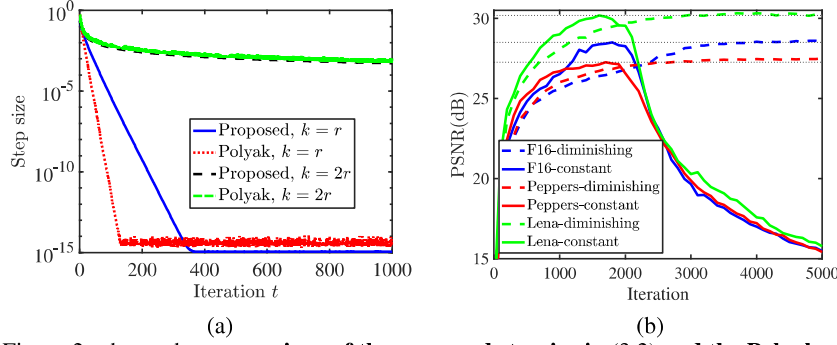 10^0
10^-5
10^-10
10^-15
Step size
0 200 400 600 800 1000
Iteration t
Proposed, k = r
Polyak, k = r
Proposed, k = 2r
Polyak, k = 2r
(a)
30
27
23
15
PSNR(dB)
0 1000 2000 3000 4000 5000
Iteration
F16-diminishing
F16-constant
Peppers-diminishing
Peppers-constant
Lena-diminishing
Lena-constant
(b)